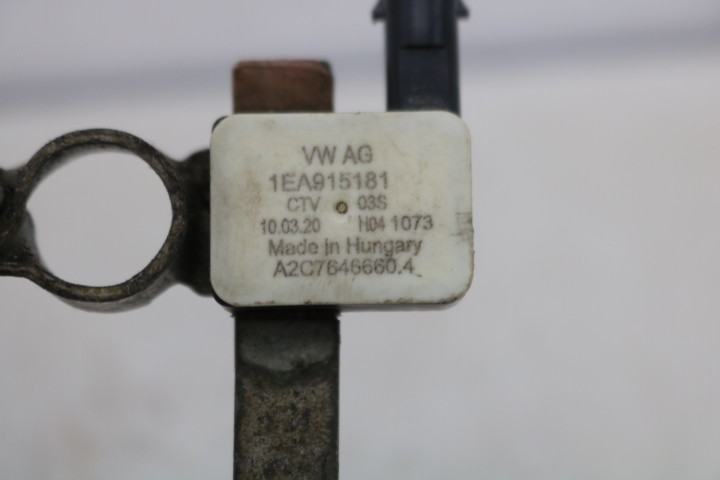 VW AG
1EA915181
CTV 03S
10.03.20 H04 1073
Made in Hungary
A2C7646660.4